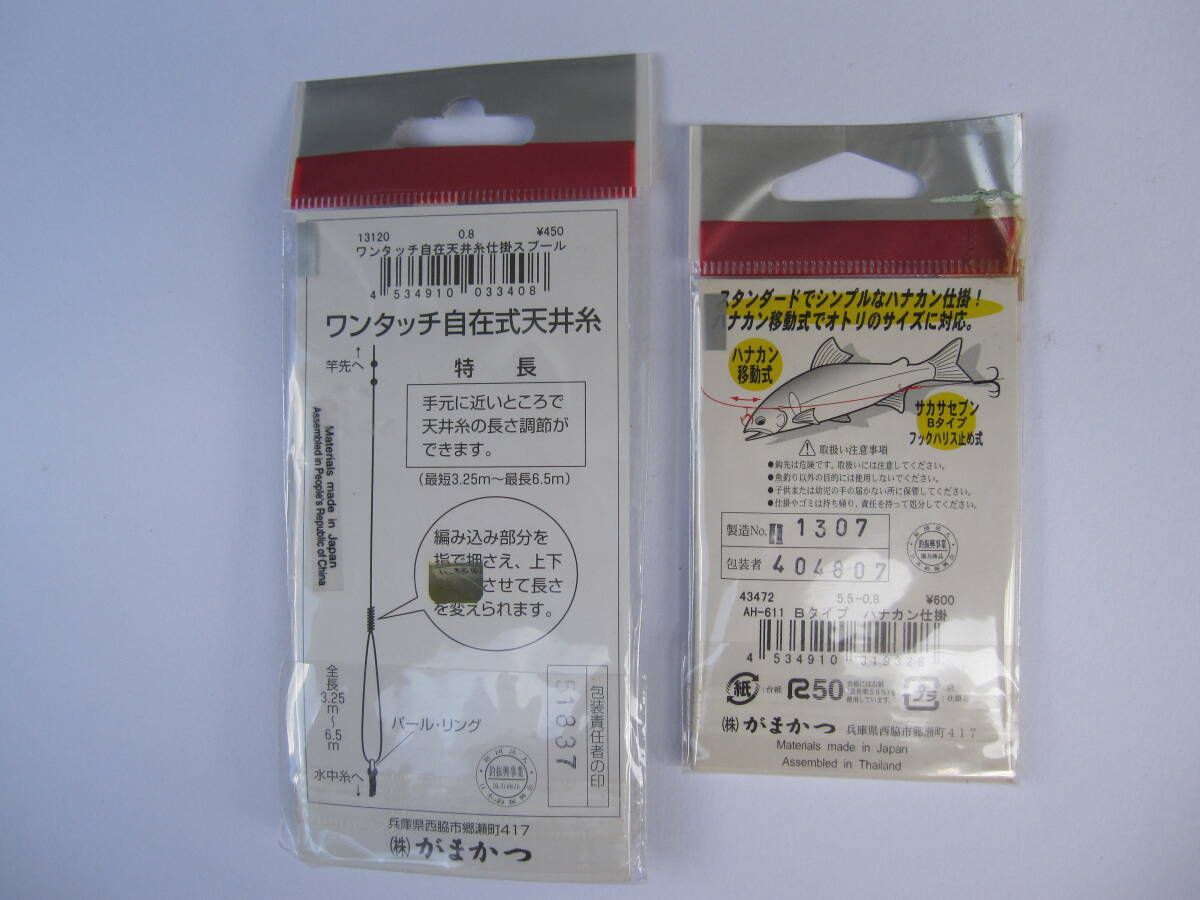 13120 0.8 ¥450
ワンタッチ自在天井糸仕掛スプール
4 534910 033408
ワンタッチ自在式天井糸
竿先へ
特長
手元に近いところで
天井糸の長さ調節が
できます。
(最短3.25m〜最長6.5m)
Materials made in Japan
Assembled in People's Republic of China
編み込み部分を
指で押さえ、上下
させて長さ
を変えられます。
全長
3.25
m
〜
6.5
m
パール・リング
水中糸へ
釣振興事業
包装責任者の印
51837
兵庫県西脇市郷瀬町417
(株)がまかつ
スタンダードでシンプルなハナカン仕掛!
ハナカン移動式でオトリのサイズに対応。
ハナカン
移動式
サカサセブン
Bタイプ
フックハリス止め式
取扱い注意事項
●鈎先は危険です。取扱いには注意してください。
●魚釣り以外の目的には使用しないでください。
●子供または幼児の手の届かない所に保管してください。
●仕掛やゴミは持ち帰り、責任を持って処分してください。
製造No. 1307
包装者 404807
釣振興事業
43472 5.5-0.8 ¥600
AH-611 Bタイプ ハナカン仕掛
4 534910 319328
紙 :台紙 R50 プラ
(株)がまかつ 兵庫県西脇市郷瀬町417
Materials made in Japan
Assembled in Thailand